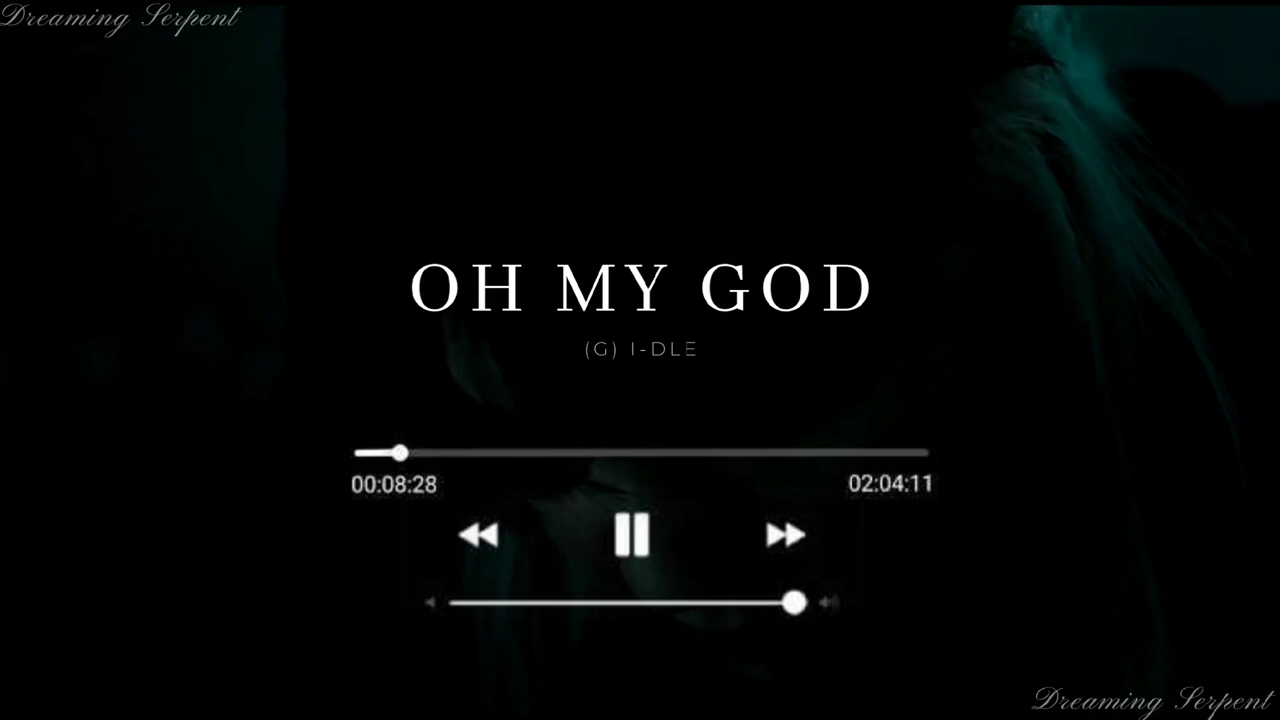 Dreaming Serpent
OH MY GOD
(G) I-DLE
00:08:28 02:04:11
Dreaming Serpent